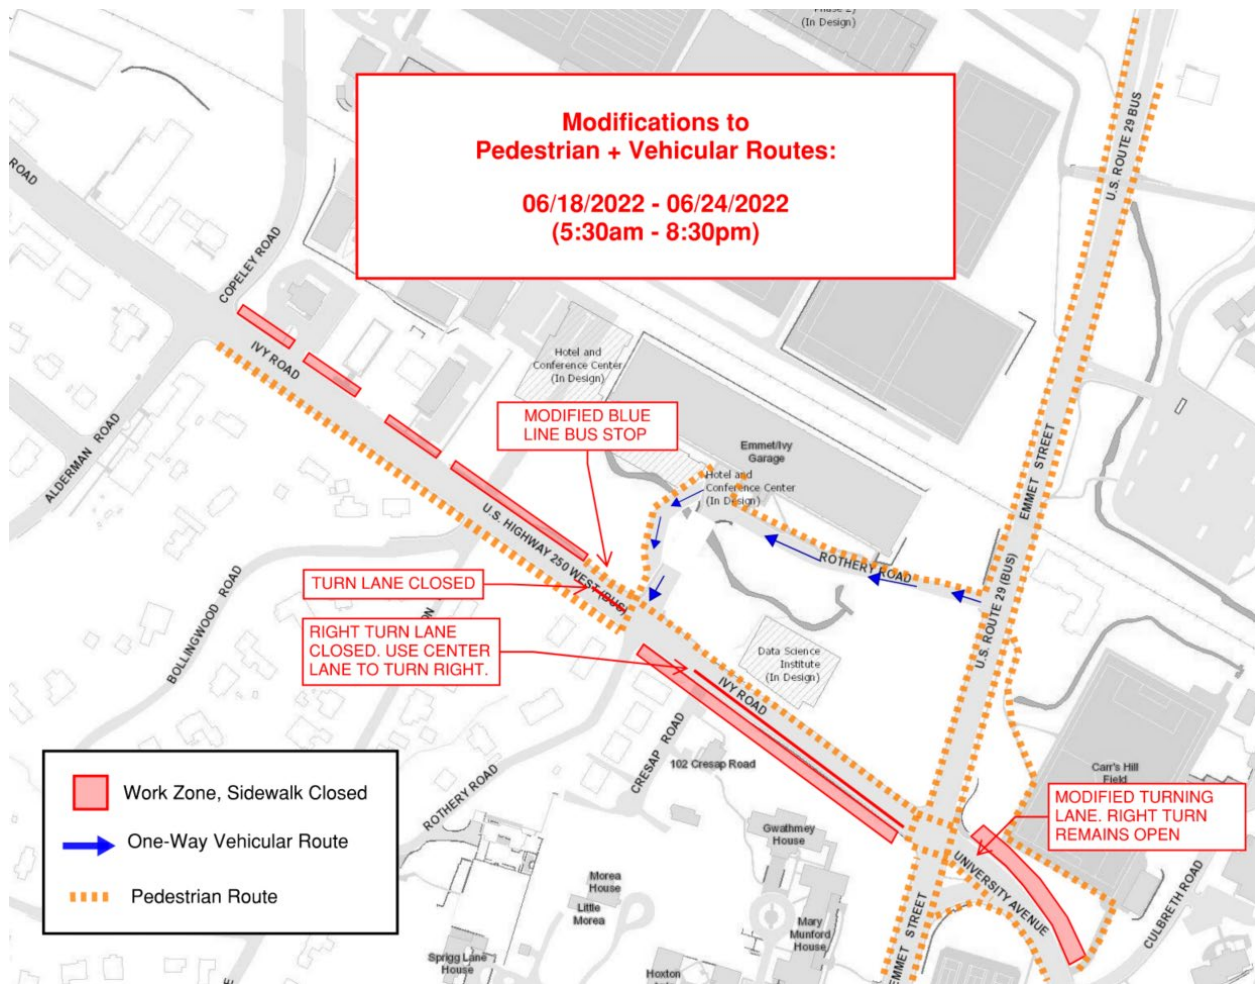 Phase 2)
(In Design)
Modifications to
Pedestrian + Vehicular Routes:
06/18/2022 - 06/24/2022
(5:30am - 8:30pm)
ROAD
COPELEY ROAD
U.S. ROUTE 29 BUS
IVY ROAD
Hotel and
Conference Center
(In Design)
MODIFIED BLUE
LINE BUS STOP
Emmet/Ivy
Garage
Hotel and
Conference Center
(In Design)
ALDERMAN ROAD
EMMET STREET
U.S. HIGHWAY 250 WEST (BUS)
ROTHERY ROAD
U.S. ROUTE 29 (BUS)
TURN LANE CLOSED
BOLLINGWOOD ROAD
ON
RIGHT TURN LANE
CLOSED. USE CENTER
LANE TO TURN RIGHT.
Data Science
Institute
(In Design)
IVY ROAD
CRESAP ROAD
102 Cresap Road
ROTHERY ROAD
Carr's Hill
Field
MODIFIED TURNING
LANE. RIGHT TURN
REMAINS OPEN
Work Zone, Sidewalk Closed
One-Way Vehicular Route
Pedestrian Route
Gwathmey
House
UNIVERSITY AVENUE
Morea
House
Little
Morea
Mary
Munford
House
EMMET STREET
CULBRETH ROAD
Sprigg Lane
House
Hoxton